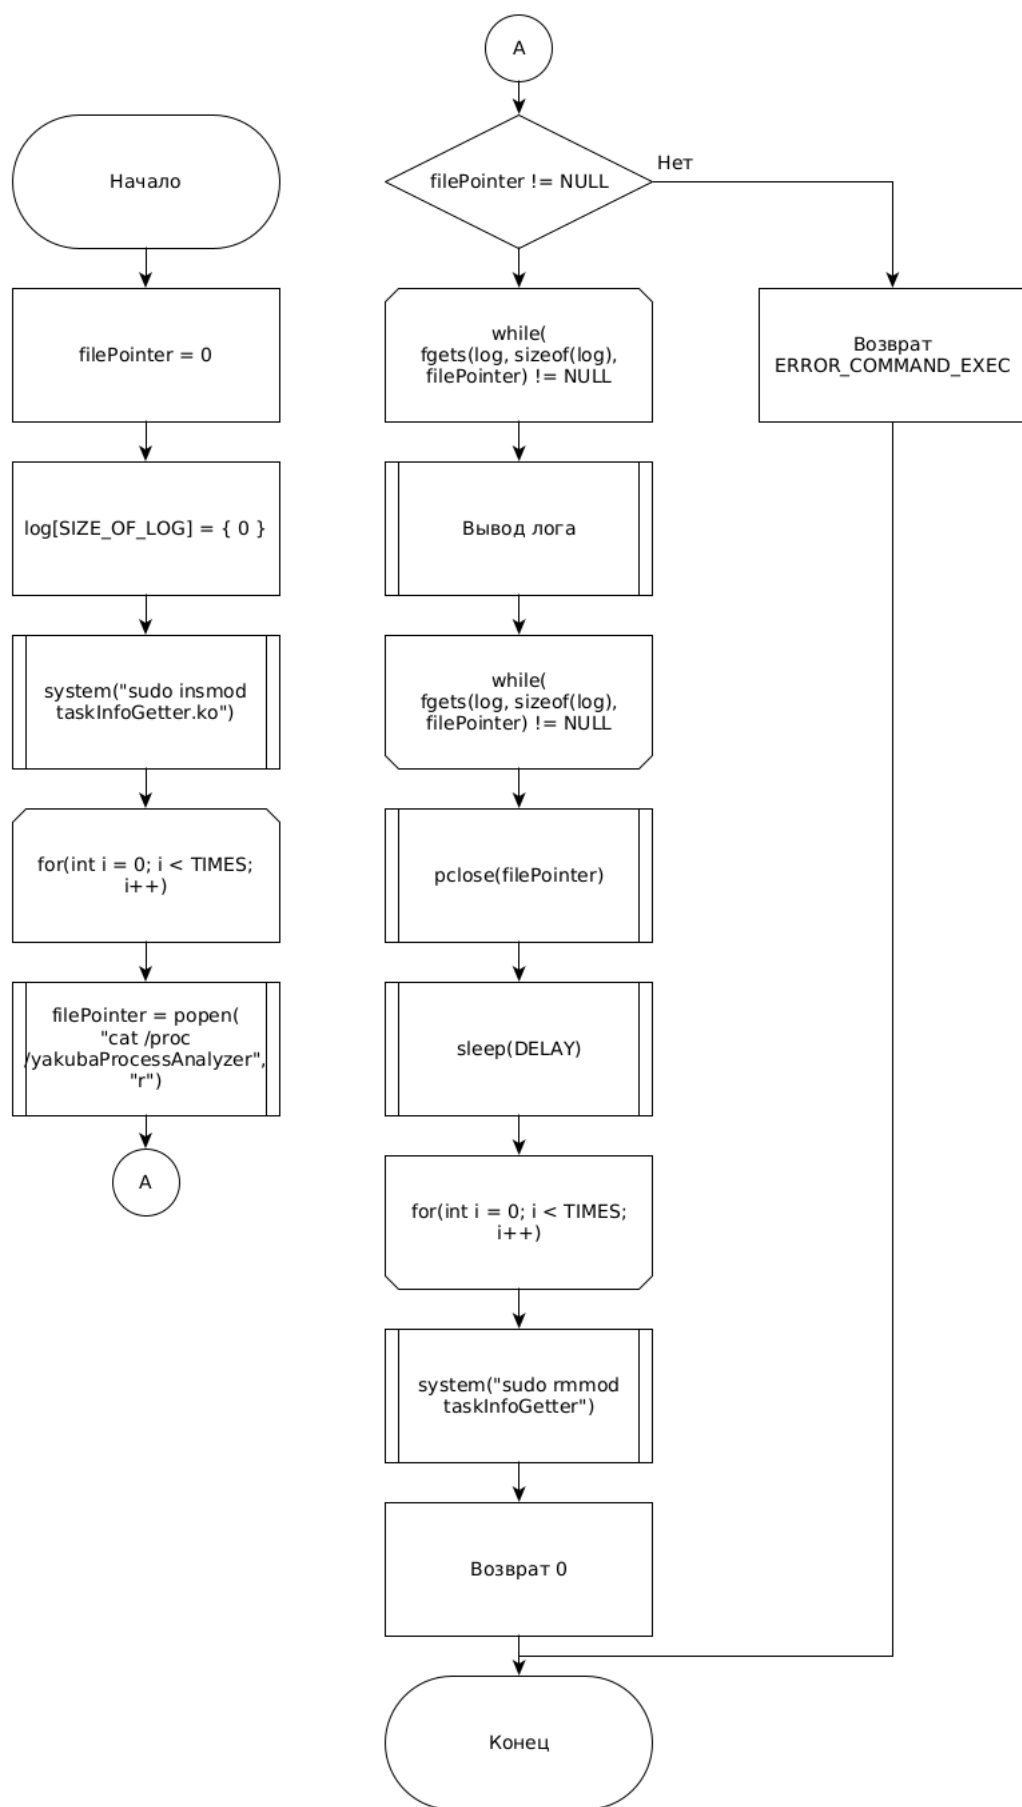 Начало
filePointer = 0
log[SIZE_OF_LOG] = { 0 }
system("sudo insmod
taskInfoGetter.ko")
for(int i = 0; i < TIMES;
i++)
filePointer = popen(
"cat /proc
/yakubaProcessAnalyzer",
"r")
A
A
filePointer != NULL
Нет
while(
fgets(log, sizeof(log),
filePointer) != NULL
Вывод лога
while(
fgets(log, sizeof(log),
filePointer) != NULL
pclose(filePointer)
sleep(DELAY)
for(int i = 0; i < TIMES;
i++)
system("sudo rmmod
taskInfoGetter")
Возврат 0
Конец
Возврат
ERROR_COMMAND_EXEC